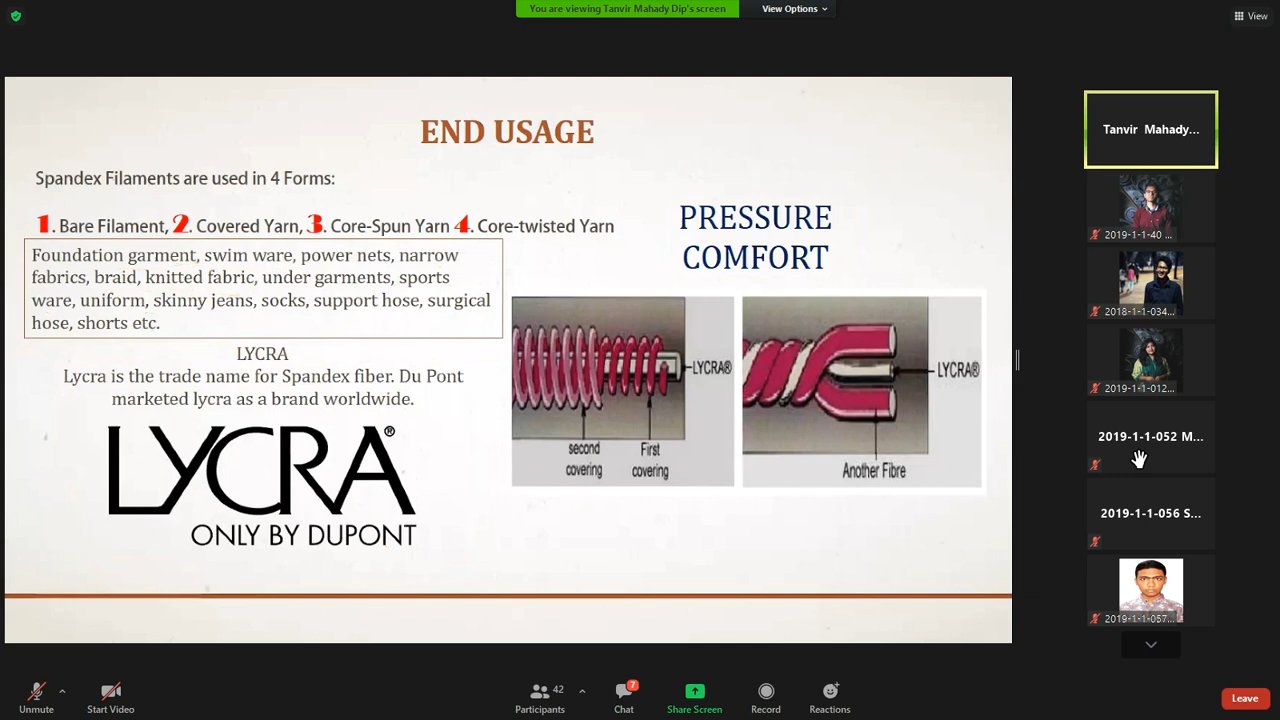 You are viewing Tanvir Mahady Dip's screen
View Options
View
END USAGE
Spandex Filaments are used in 4 Forms:
1. Bare Filament, 2. Covered Yarn, 3. Core-Spun Yarn 4. Core-twisted Yarn
Foundation garment, swim ware, power nets, narrow
fabrics, braid, knitted fabric, under garments, sports
ware, uniform, skinny jeans, socks, support hose, surgical
hose, shorts etc.
LYCRA
Lycra is the trade name for Spandex fiber. Du Pont
marketed lycra as a brand worldwide.
LYCRA®
ONLY BY DUPONT
PRESSURE
COMFORT
LYCRA®
second
covering
First
covering
LYCRA®
Another Fibre
Tanvir Mahady...
2019-1-1-40 ...
2018-1-1-034...
2019-1-1-012...
2019-1-1-052 M...
2019-1-1-056 S...
2019-1-1-057...
Unmute
Start Video
42
Participants
7
Chat
Share Screen
Record
Reactions
Leave